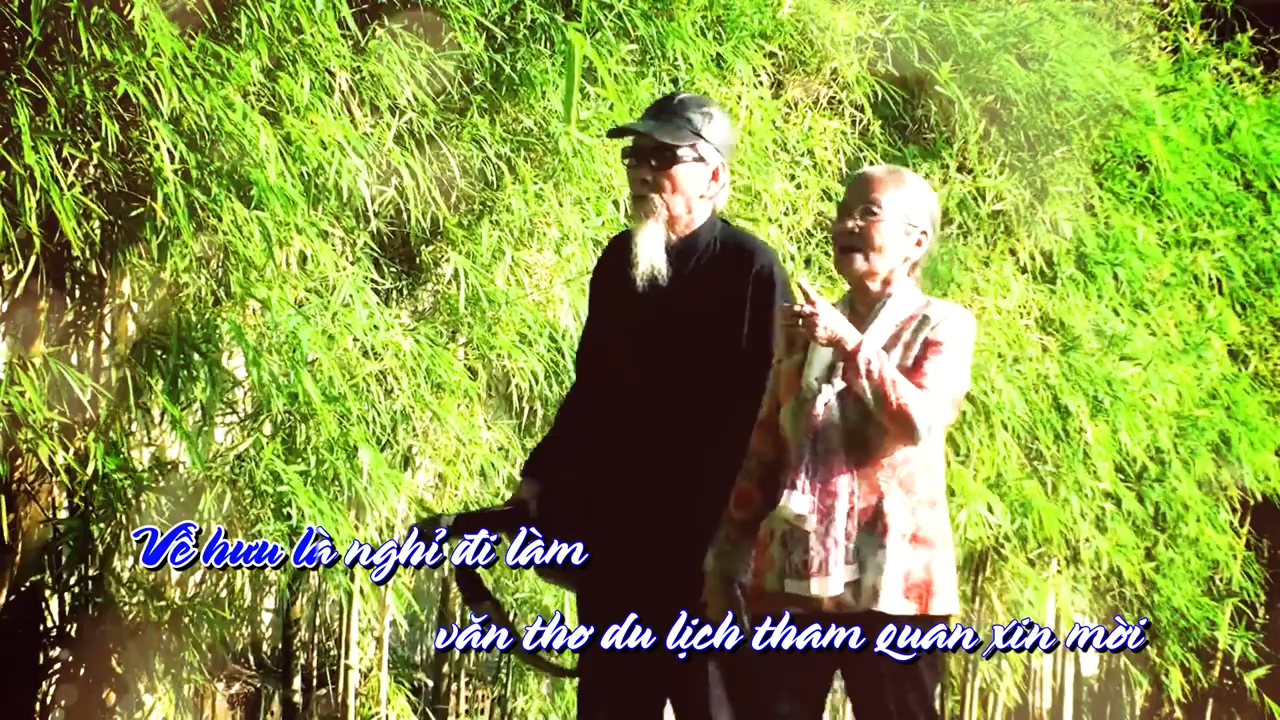 Về hưu là nghỉ đi làm
văn thơ du lịch tham quan xin mời